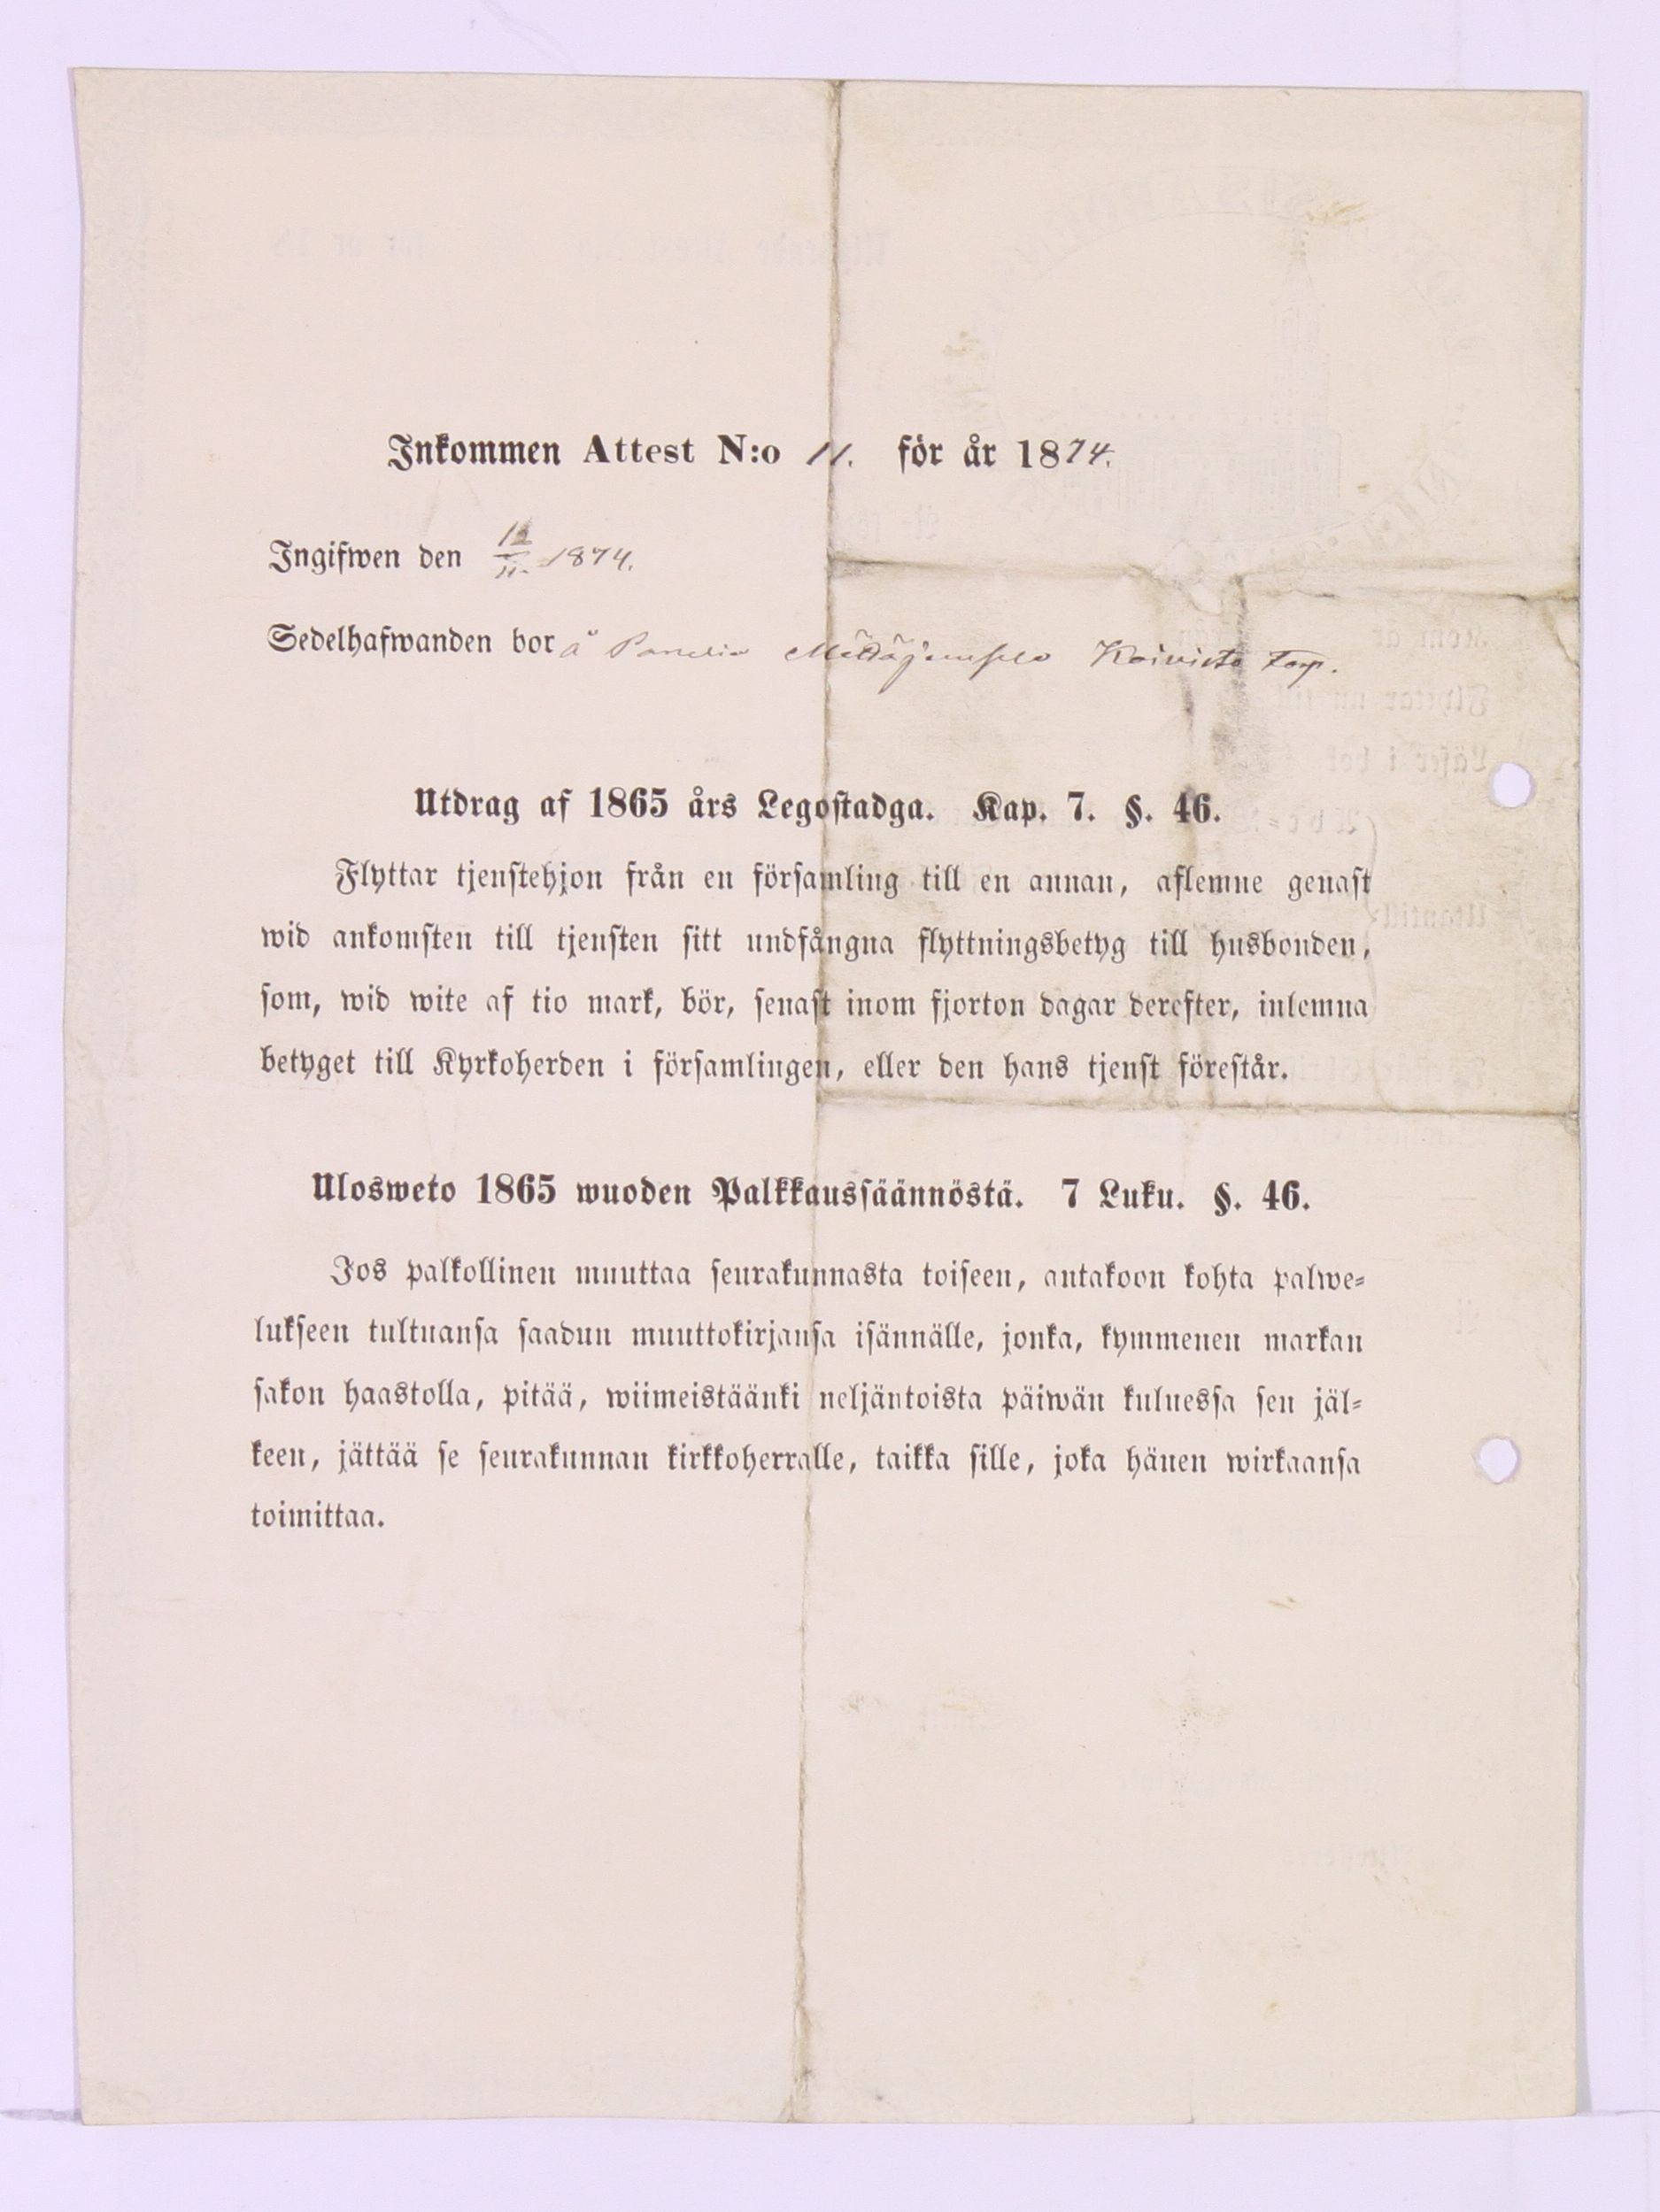 Inkommen Attest N:o 11. för år 1874.
Ingifwen den 12/11. 1874.
Sedelhafwanden bor å Panelia Koivisto Torp.
Utdrag af 1865 års Legostadga. Kap. 7. §. 46.
Flyttar tjenstehjon från en församling till en annan, aflemne genast
wid ankomsten till tjensten sitt undfångna flyttningsbetyg till husbonden,
som, wid wite af tio mark, bör, senast inom fjorton dagar derefter, inlemna
betyget till Kyrkoherden i församlingen, eller den hans tjenst förestår.
Ulosweto 1865 wuoden Palkkaussäännöstä. 7 Luku. §. 46.
Jos palkollinen muuttaa seurakunnasta toiseen, antakoon kohta palwe-
lukseen tultuansa saadun muuttokirjansa isännälle, jonka, kymmenen markan
sakon haastolla, pitää, wiimeistäänki neljäntoista päiwän kuluessa sen jäl-
keen, jättää se seurakunnan kirkkoherralle, taikka sille, joka hänen wirkaansa
toimittaa.